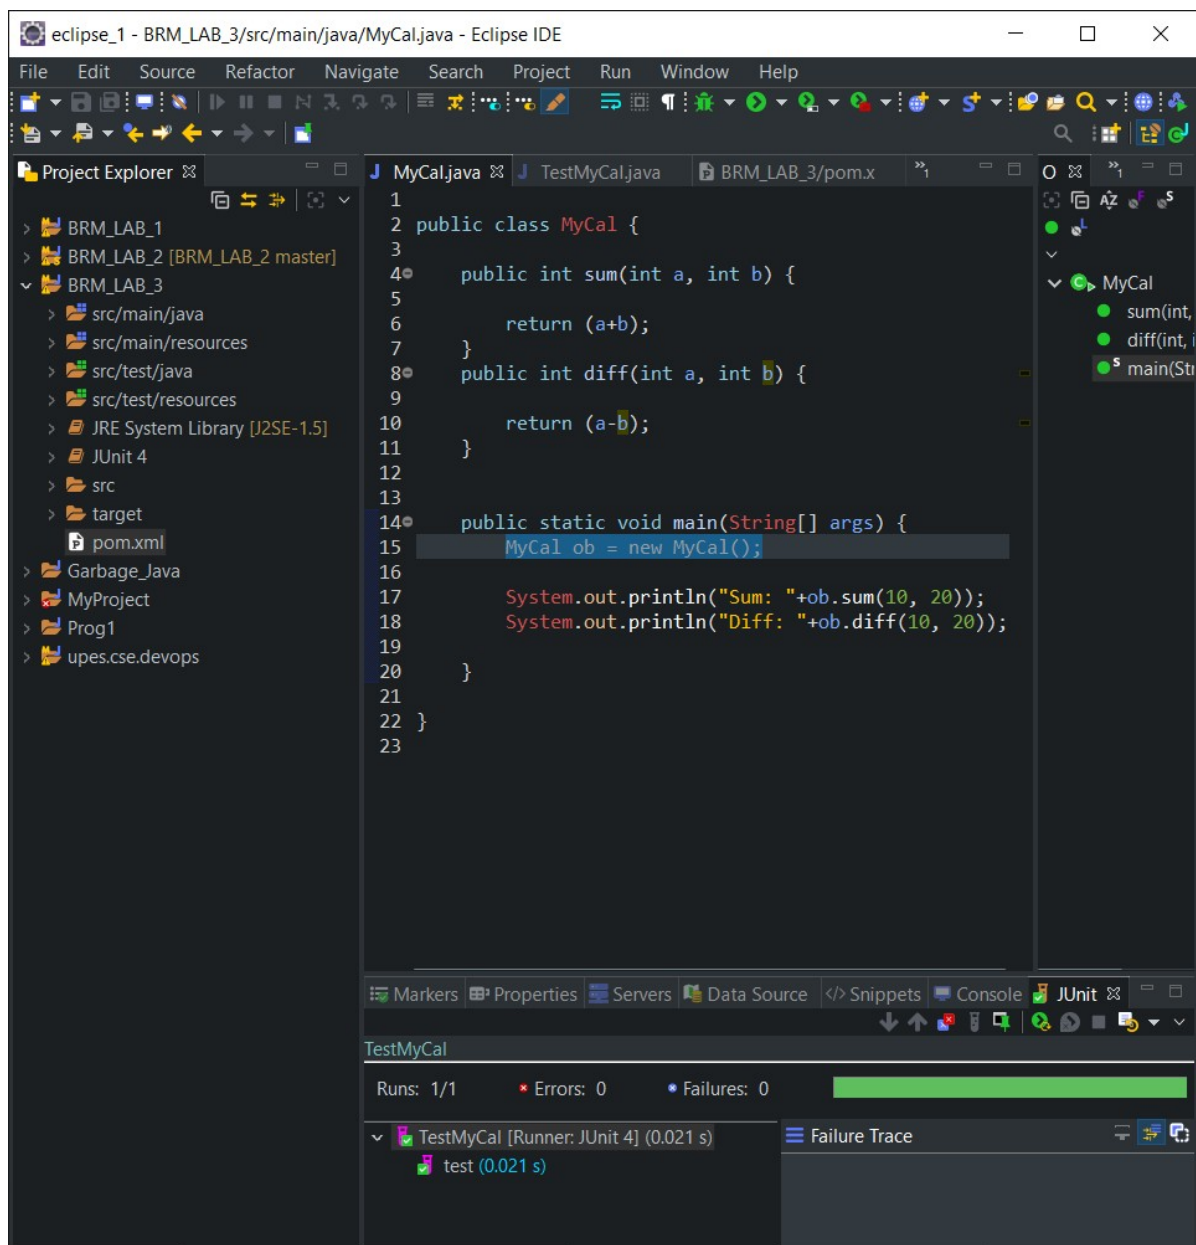 eclipse_1 - BRM_LAB_3/src/main/java/MyCal.java - Eclipse IDE
File Edit Source Refactor Navigate Search Project Run Window Help
Project Explorer
BRM_LAB_1
BRM_LAB_2 [BRM_LAB_2 master]
BRM_LAB_3
src/main/java
src/main/resources
src/test/java
src/test/resources
JRE System Library [J2SE-1.5]
JUnit 4
src
target
pom.xml
Garbage_Java
MyProject
Prog1
upes.cse.devops
MyCal.java TestMyCal.java BRM_LAB_3/pom.x »1
1
2 public class MyCal {
3
4 public int sum(int a, int b) {
5
6 return (a+b);
7 }
8 public int diff(int a, int b) {
9
10 return (a-b);
11 }
12
13
14 public static void main(String[] args) {
15 MyCal ob = new MyCal();
16
17 System.out.println("Sum: "+ob.sum(10, 20));
18 System.out.println("Diff: "+ob.diff(10, 20));
19
20 }
21
22 }
23
O »1
MyCal
sum(int,
diff(int, i
main(Stri
Markers Properties Servers Data Source Snippets Console JUnit
TestMyCal
Runs: 1/1 Errors: 0 Failures: 0
TestMyCal [Runner: JUnit 4] (0.021 s)
test (0.021 s)
Failure Trace